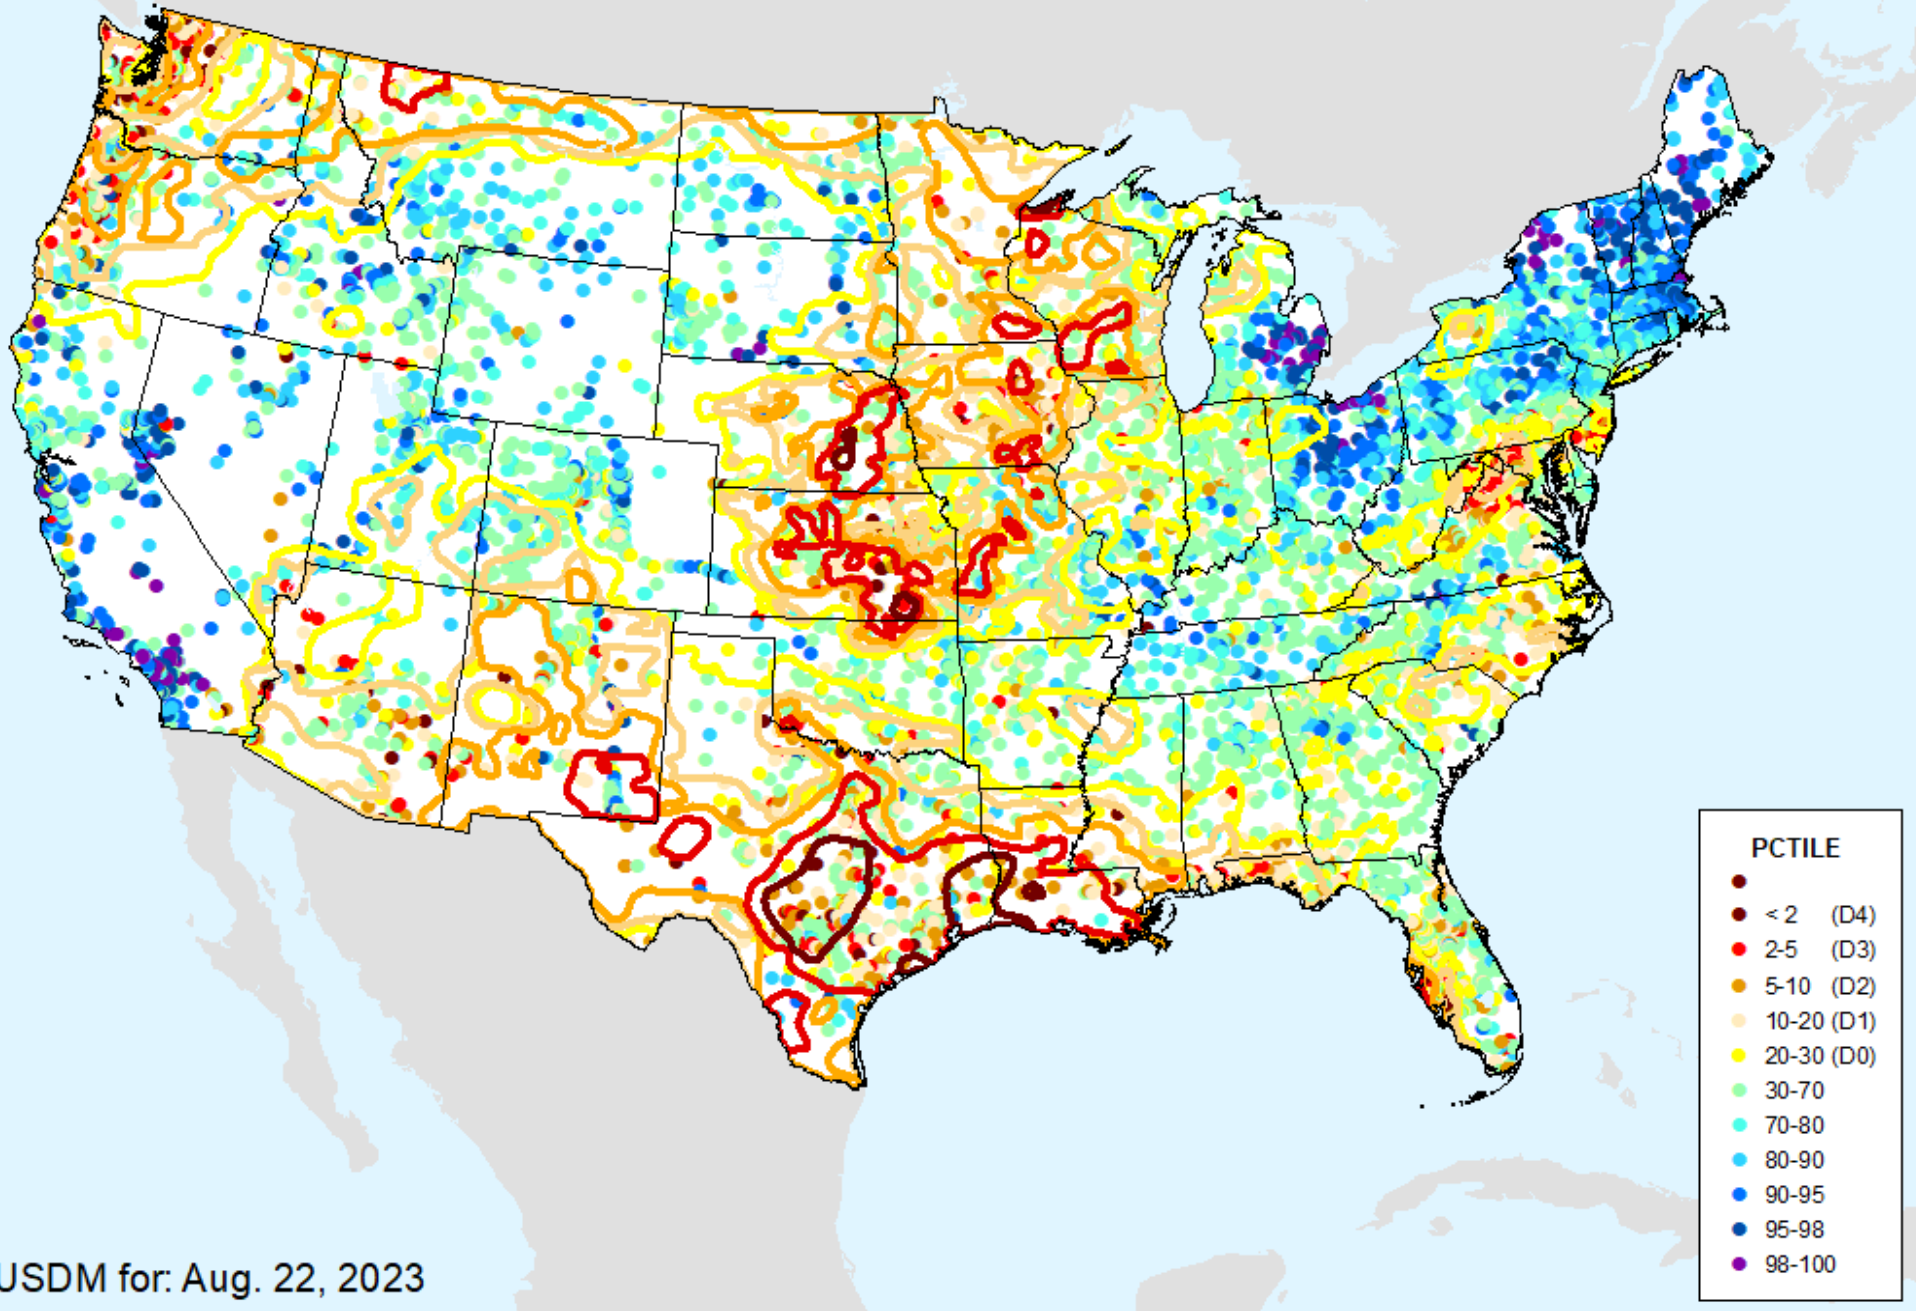 PCTILE
< 2 (D4)
2-5 (D3)
5-10 (D2)
10-20 (D1)
20-30 (D0)
30-70
70-80
80-90
90-95
95-98
98-100
USDM for: Aug. 22, 2023